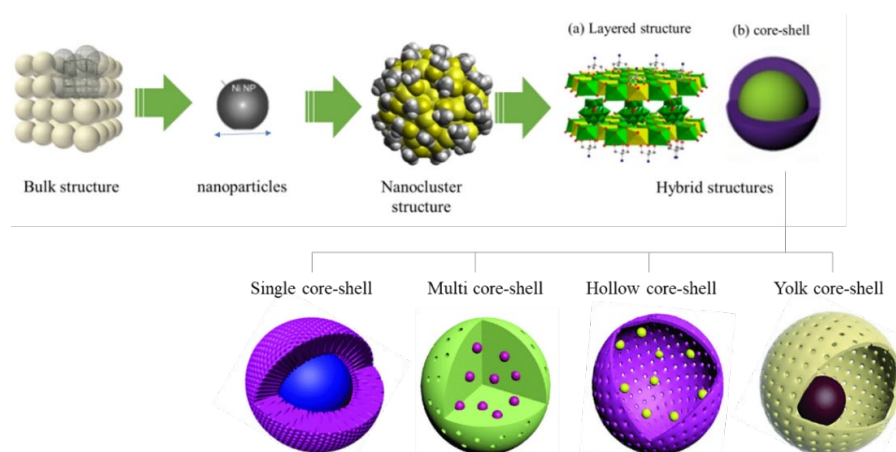 (a) Layered structure
(b) core-shell
Ni NP
Bulk structure
nanoparticles
Nanocluster
structure
Hybrid structures
Single core-shell
Multi core-shell
Hollow core-shell
Yolk core-shell